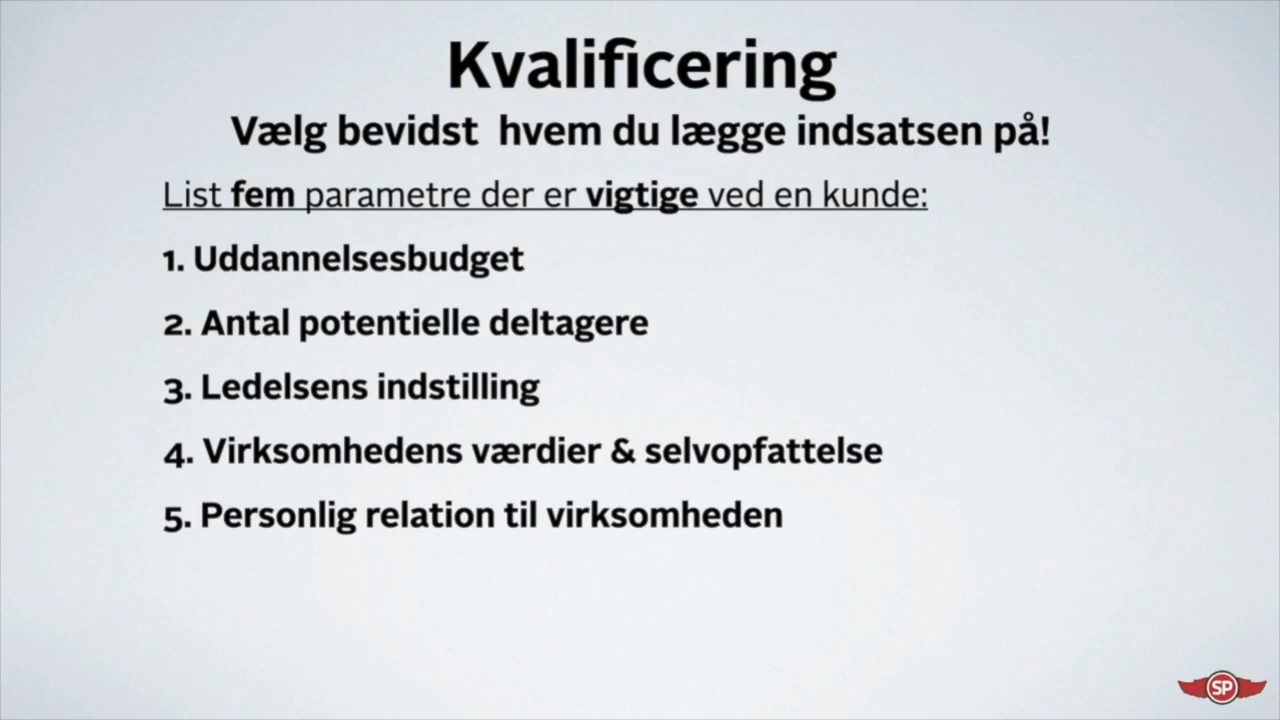 Kvalificering
Vælg bevidst hvem du lægge indsatsen på!
List fem parametre der er vigtige ved en kunde:
1. Uddannelsesbudget
2. Antal potentielle deltagere
3. Ledelsens indstilling
4. Virksomhedens værdier & selvopfattelse
5. Personlig relation til virksomheden
SP